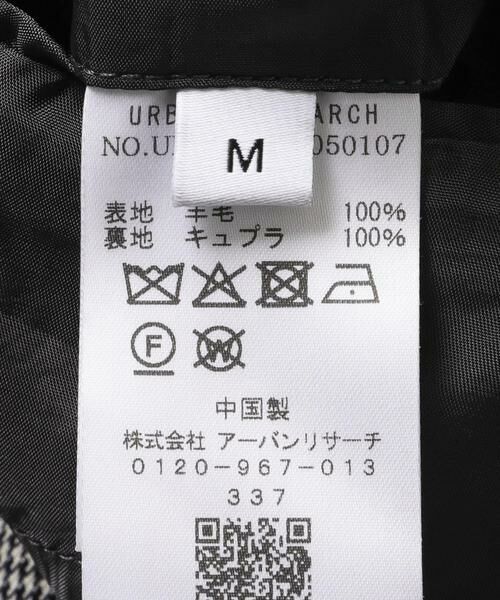 URB ARCH
M
NO.U 050107
表地 羊毛 100%
裏地 キュプラ 100%
F
W
中国製
株式会社 アーバンリサーチ
0120-967-013
337